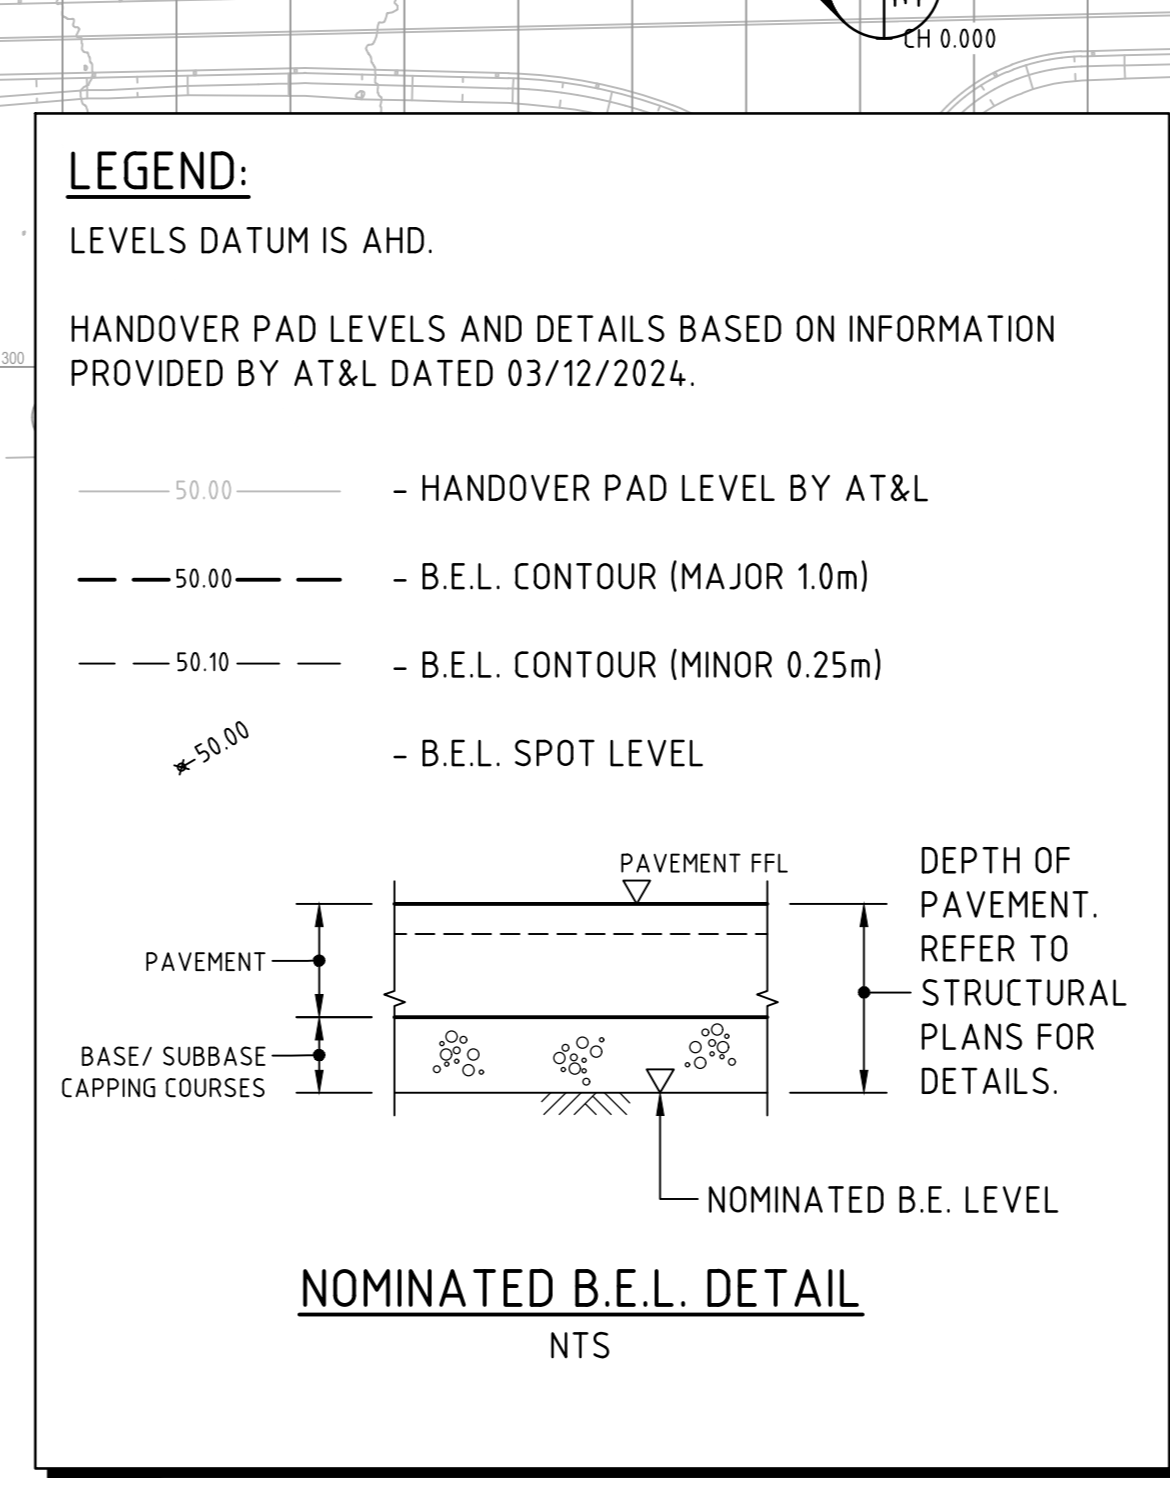 CH 0.000
LEGEND:
LEVELS DATUM IS AHD.
HANDOVER PAD LEVELS AND DETAILS BASED ON INFORMATION
PROVIDED BY AT&L DATED 03/12/2024.
300
50.00 - HANDOVER PAD LEVEL BY AT&L
50.00 - B.E.L. CONTOUR (MAJOR 1.0m)
50.10 - B.E.L. CONTOUR (MINOR 0.25m)
50.00 - B.E.L. SPOT LEVEL
PAVEMENT FFL
PAVEMENT
BASE/ SUBBASE
CAPPING COURSES
DEPTH OF
PAVEMENT.
REFER TO
STRUCTURAL
PLANS FOR
DETAILS.
NOMINATED B.E. LEVEL
NOMINATED B.E.L. DETAIL
NTS